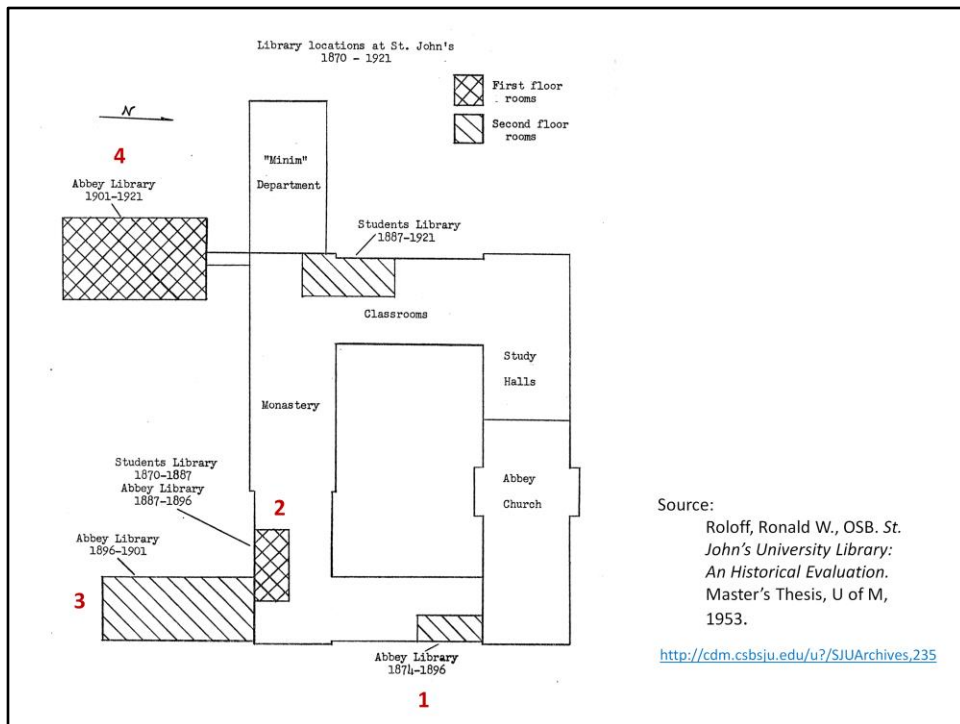 Library locations at St. John's
1870 - 1921
First floor
rooms
Second floor
rooms
N
4
Abbey Library
1901-1921
"Minim"
Department
Students Library
1887-1921
Classrooms
Study
Halls
Monastery
Students Library
1870-1887
Abbey Library
1887-1896
2
Abbey
Church
Abbey Library
1896-1901
3
Abbey Library
1874-1896
1
Source:
Roloff, Ronald W., OSB. St.
John's University Library:
An Historical Evaluation.
Master's Thesis, U of M,
1953.
http://cdm.csbsju.edu/u?/SJUArchives,235